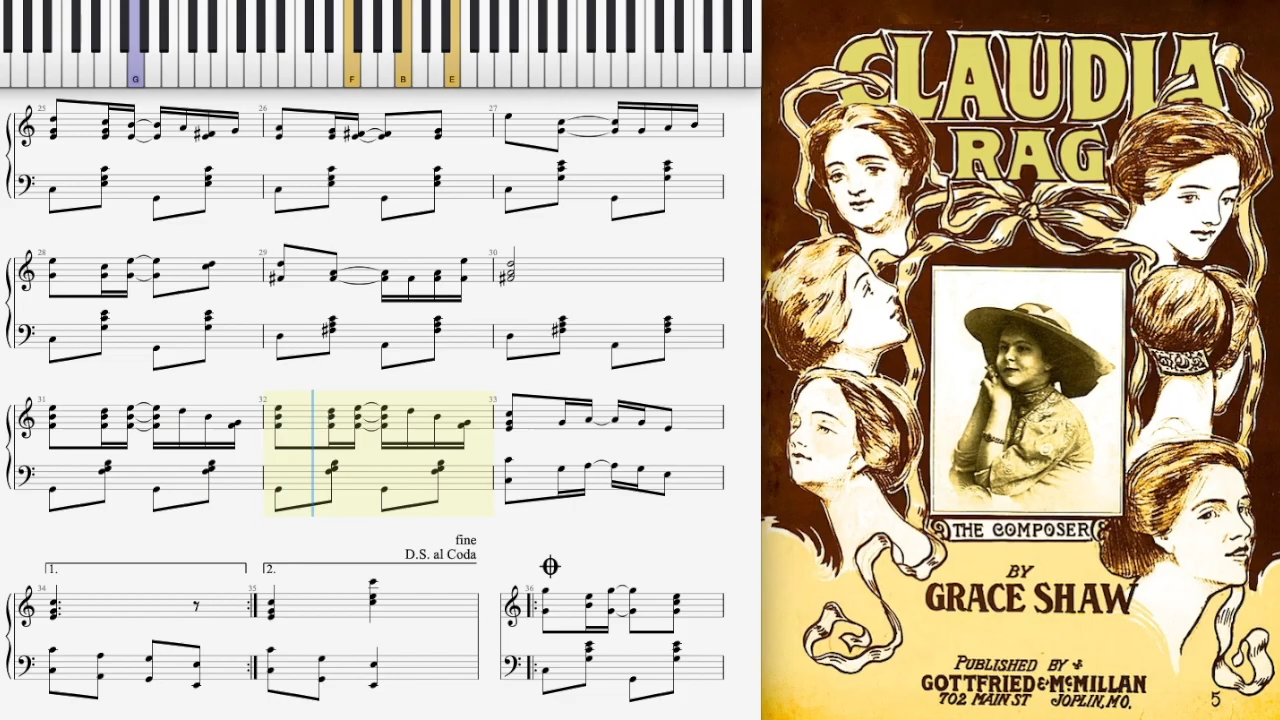 G F B E
25 26 27
28 29 30
31 32 33
fine
D.S. al Coda
1. 2.
34 35 36
CLAUDIA
RAG
THE COMPOSER
BY
GRACE SHAW
PUBLISHED BY
GOTTFRIED & McMILLAN
702 MAIN ST JOPLIN, MO.
5